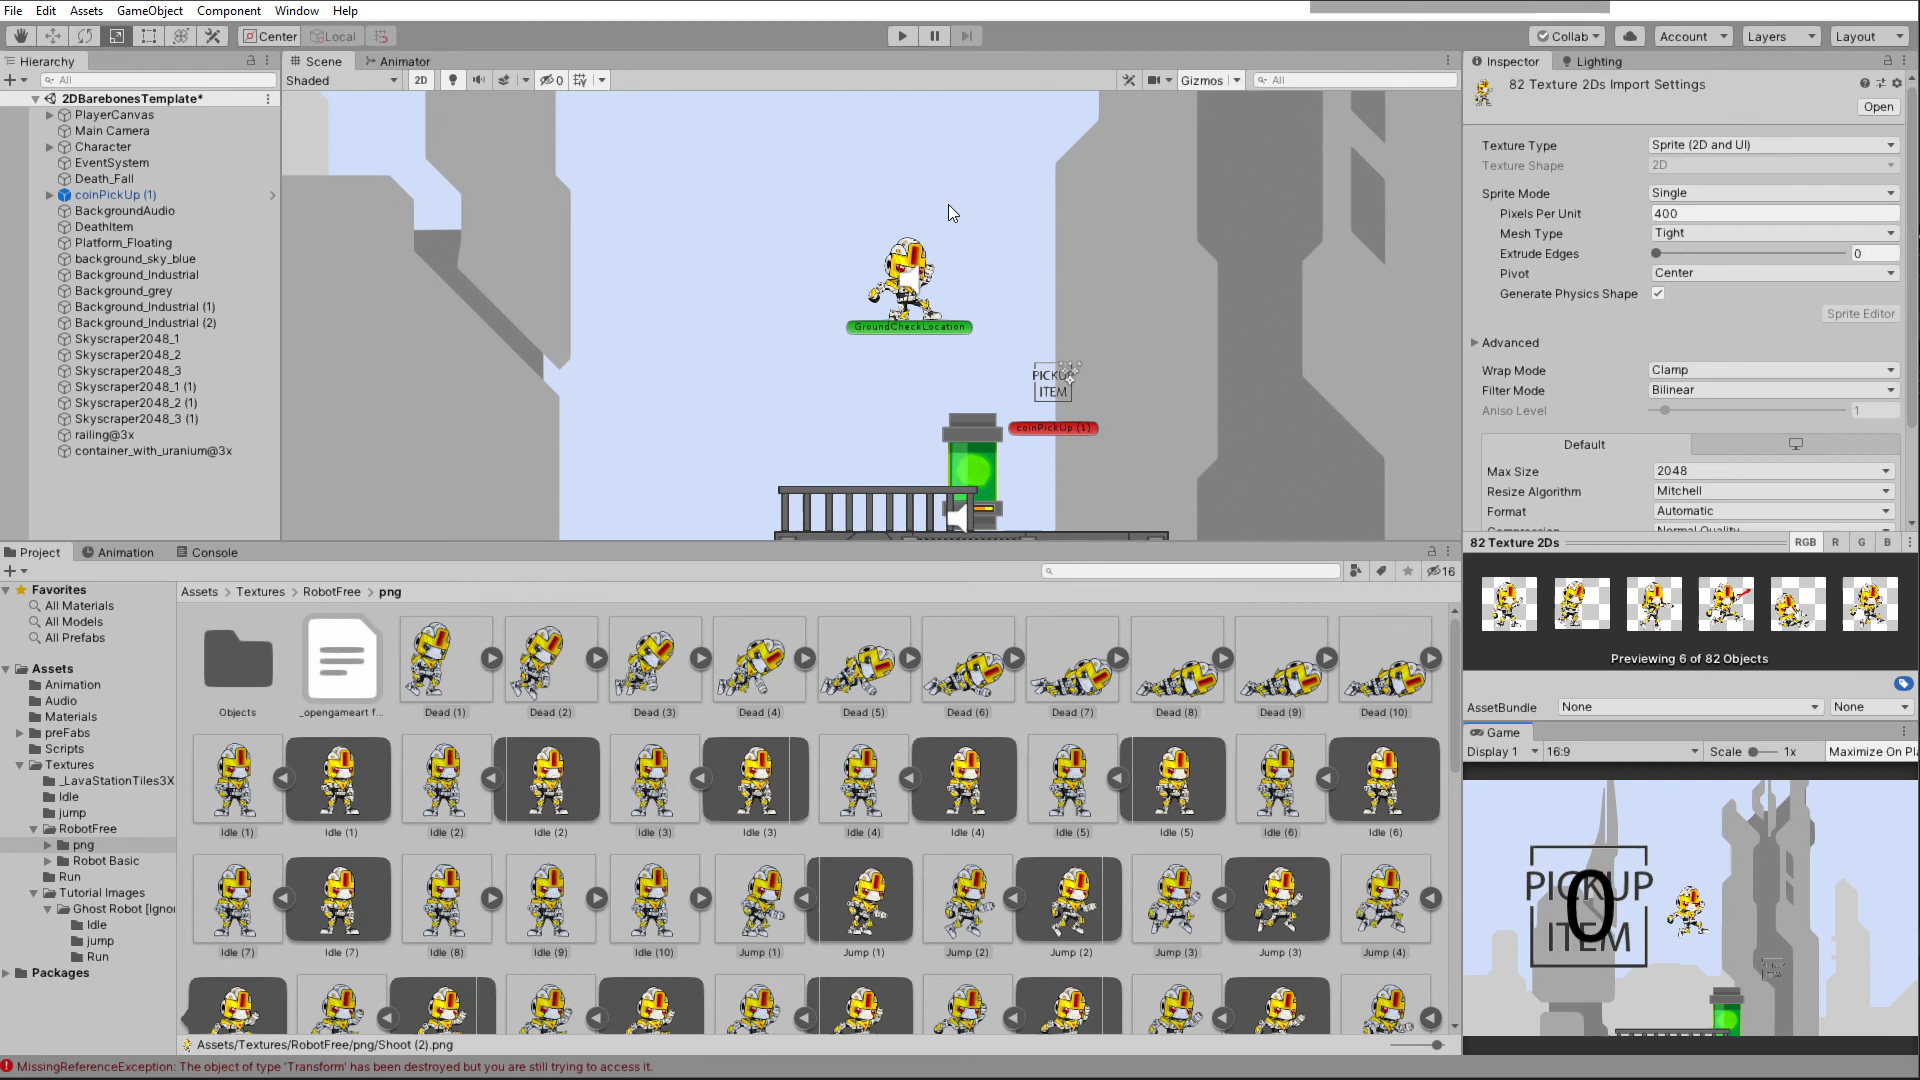 File Edit Assets GameObject Component Window Help
Center Local Collab Account Layers Layout
Hierarchy
All
2DBarebonesTemplate*
PlayerCanvas
Main Camera
Character
EventSystem
Death_Fall
coinPickUp (1)
BackgroundAudio
DeathItem
Platform_Floating
background_sky_blue
Background_Industrial
Background_grey
Background_Industrial (1)
Background_Industrial (2)
Skyscraper2048_1
Skyscraper2048_2
Skyscraper2048_3
Skyscraper2048_1 (1)
Skyscraper2048_2 (1)
Skyscraper2048_3 (1)
railing@3x
container_with_uranium@3x
Scene Animator
Shaded 2D 0 Gizmos All
GroundCheckLocation
PICKUP
ITEM
coinPickUp (1)
Inspector Lighting
82 Texture 2Ds Import Settings
Open
Texture Type Sprite (2D and UI)
Texture Shape 2D
Sprite Mode Single
Pixels Per Unit 400
Mesh Type Tight
Extrude Edges 0
Pivot Center
Generate Physics Shape
Sprite Editor
Advanced
Wrap Mode Clamp
Filter Mode Bilinear
Aniso Level 1
Default
Max Size 2048
Resize Algorithm Mitchell
Format Automatic
82 Texture 2Ds RGB R G B
Previewing 6 of 82 Objects
AssetBundle None None
Game
Display 1 16:9 Scale 1x Maximize On Pl
PICKUP
0
ITEM
Project Animation Console
16
Favorites
All Materials
All Models
All Prefabs
Assets
Animation
Audio
Materials
preFabs
Scripts
Textures
_LavaStationTiles3X
Idle
jump
RobotFree
png
Robot Basic
Run
Tutorial Images
Ghost Robot [Igno
Idle
jump
Run
Packages
Assets Textures RobotFree png
Objects _opengameart f... Dead (1) Dead (2) Dead (3) Dead (4) Dead (5) Dead (6) Dead (7) Dead (8) Dead (9) Dead (10)
Idle (1) Idle (1) Idle (2) Idle (2) Idle (3) Idle (3) Idle (4) Idle (4) Idle (5) Idle (5) Idle (6) Idle (6)
Idle (7) Idle (7) Idle (8) Idle (9) Idle (10) Jump (1) Jump (1) Jump (2) Jump (2) Jump (3) Jump (3) Jump (4)
Assets/Textures/RobotFree/png/Shoot (2).png
MissingReferenceException: The object of type 'Transform' has been destroyed but you are still trying to access it.